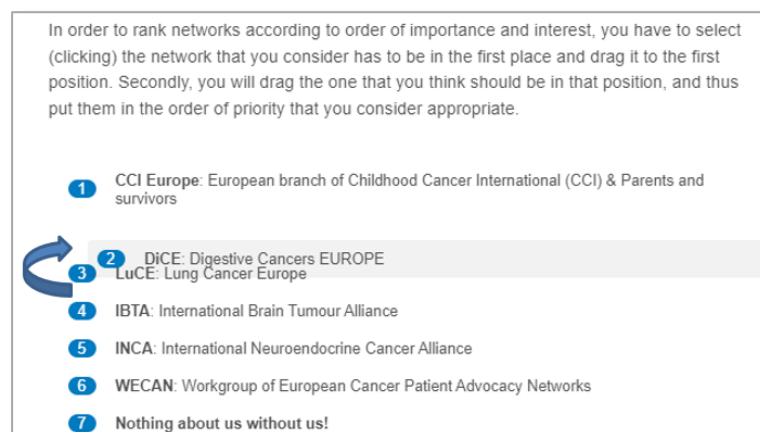 In order to rank networks according to order of importance and interest, you have to select
(clicking) the network that you consider has to be in the first place and drag it to the first
position. Secondly, you will drag the one that you think should be in that position, and thus
put them in the order of priority that you consider appropriate.
1 CCI Europe: European branch of Childhood Cancer International (CCI) & Parents and
survivors
2 DiCE: Digestive Cancers EUROPE
3 LuCE: Lung Cancer Europe
4 IBTA: International Brain Tumour Alliance
5 INCA: International Neuroendocrine Cancer Alliance
6 WECAN: Workgroup of European Cancer Patient Advocacy Networks
7 Nothing about us without us!